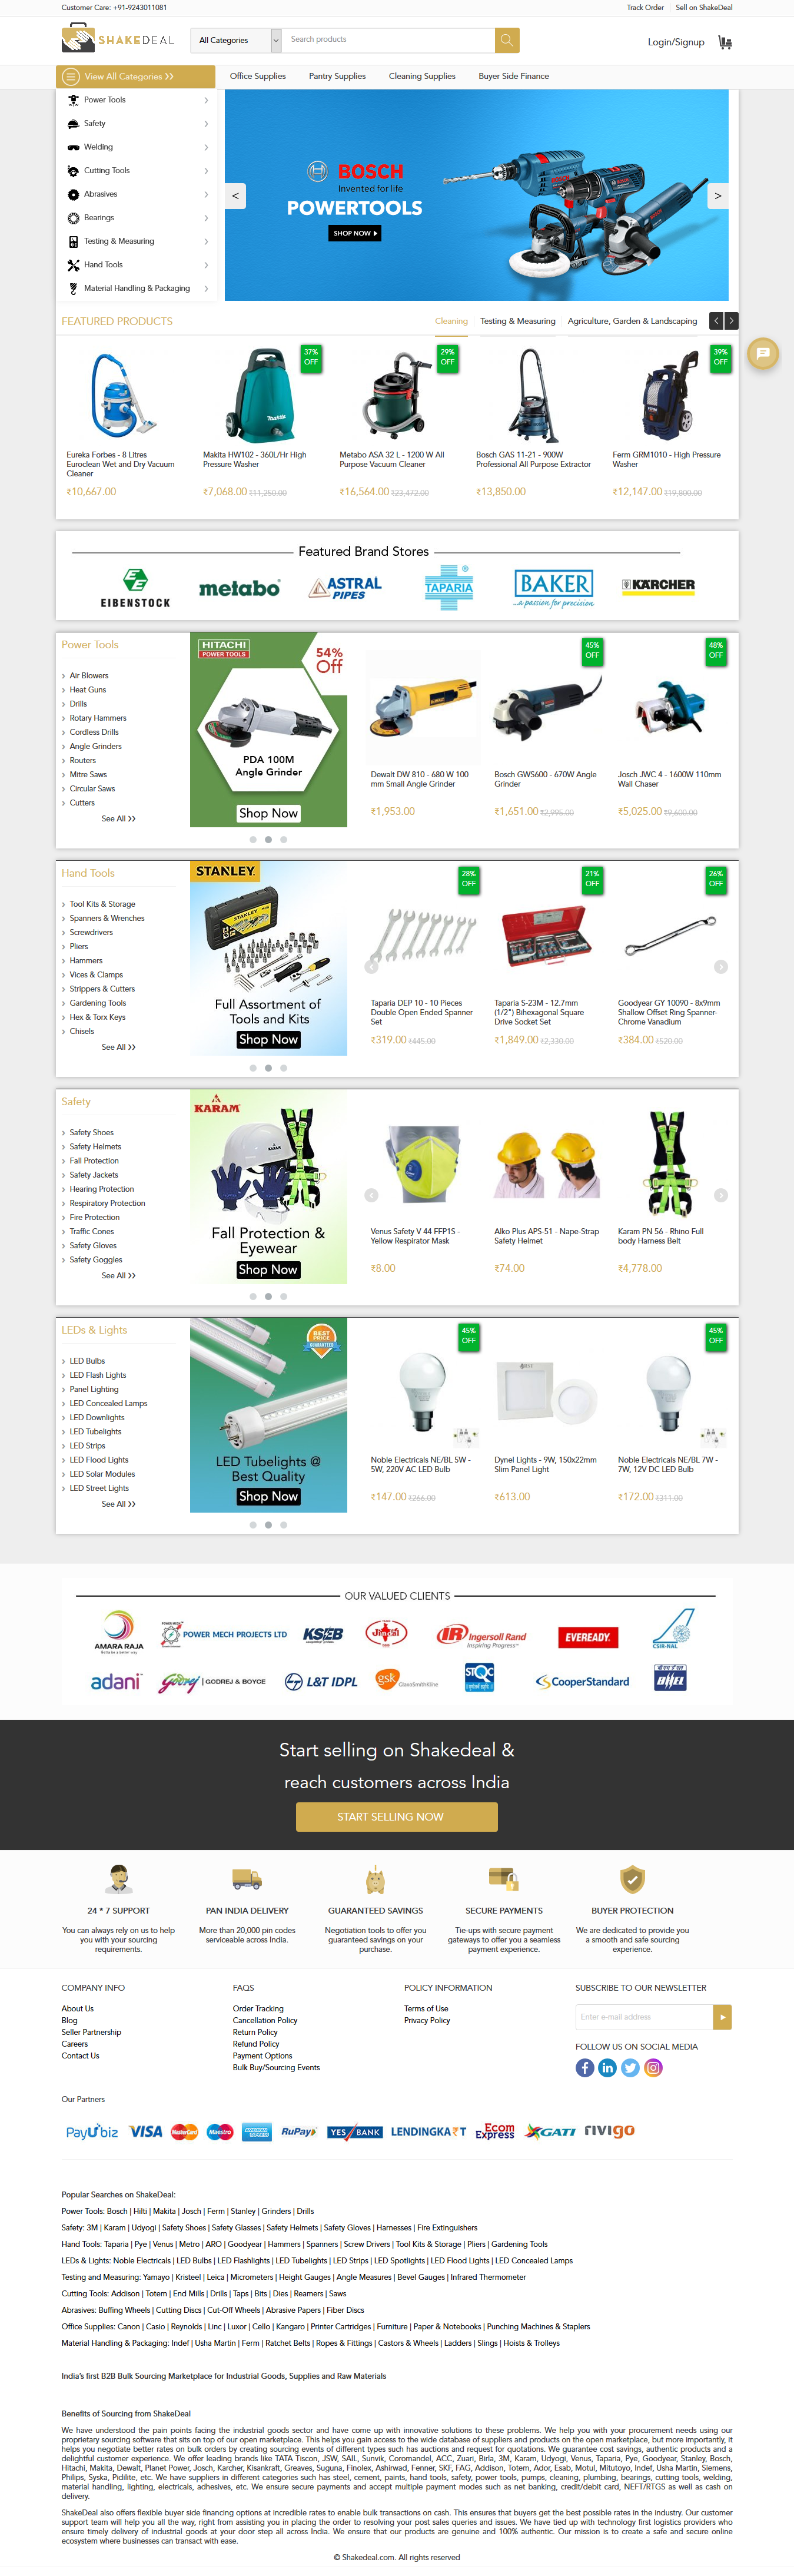 Customer Care: +91-9243011081
Track Order
Sell on ShakeDeal
SHAKEDEAL
All Categories
Search products
Login/Signup
View All Categories
Office Supplies
Pantry Supplies
Cleaning Supplies
Buyer Side Finance
Power Tools
Safety
Welding
Cutting Tools
Abrasives
Bearings
Testing & Measuring
Hand Tools
Material Handling & Packaging
BOSCH
Invented for life
POWERTOOLS
SHOP NOW
FEATURED PRODUCTS
Cleaning
Testing & Measuring
Agriculture, Garden & Landscaping
Eureka Forbes - 8 Litres
Euroclean Wet and Dry Vacuum
Cleaner
₹10,667.00
37%
OFF
Makita HW102 - 360L/Hr High
Pressure Washer
₹7,068.00 ₹11,250.00
29%
OFF
Metabo ASA 32 L - 1200 W All
Purpose Vacuum Cleaner
₹16,564.00 ₹23,472.00
Bosch GAS 11-21 - 900W
Professional All Purpose Extractor
₹13,850.00
39%
OFF
Ferm GRM1010 - High Pressure
Washer
₹12,147.00 ₹19,800.00
Featured Brand Stores
EIBENSTOCK
metabo
ASTRAL
PIPES
TAPARIA
BAKER
...a passion for precision
KÄRCHER
Power Tools
Air Blowers
Heat Guns
Drills
Rotary Hammers
Cordless Drills
Angle Grinders
Routers
Mitre Saws
Circular Saws
Cutters
See All
HITACHI
POWER TOOLS
54%
Off
PDA 100M
Angle Grinder
Shop Now
Dewalt DW 810 - 680 W 100
mm Small Angle Grinder
₹1,953.00
45%
OFF
Bosch GWS600 - 670W Angle
Grinder
₹1,651.00 ₹2,995.00
48%
OFF
Josch JWC 4 - 1600W 110mm
Wall Chaser
₹5,025.00 ₹9,600.00
Hand Tools
Tool Kits & Storage
Spanners & Wrenches
Screwdrivers
Pliers
Hammers
Vices & Clamps
Strippers & Cutters
Gardening Tools
Hex & Torx Keys
Chisels
See All
STANLEY
STANLEY
Full Assortment of
Tools and Kits
Shop Now
28%
OFF
Taparia DEP 10 - 10 Pieces
Double Open Ended Spanner
Set
₹319.00 ₹445.00
21%
OFF
Taparia S-23M - 12.7mm
(1/2") Bihexagonal Square
Drive Socket Set
₹1,849.00 ₹2,330.00
26%
OFF
Goodyear GY 10090 - 8x9mm
Shallow Offset Ring Spanner-
Chrome Vanadium
₹384.00 ₹520.00
Safety
Safety Shoes
Safety Helmets
Fall Protection
Safety Jackets
Hearing Protection
Respiratory Protection
Fire Protection
Traffic Cones
Safety Gloves
Safety Goggles
See All
KARAM
KARAM
Fall Protection &
Eyewear
Shop Now
Venus Safety V 44 FFP1S -
Yellow Respirator Mask
₹8.00
Alko Plus APS-51 - Nape-Strap
Safety Helmet
₹74.00
Karam PN 56 - Rhino Full
body Harness Belt
₹4,778.00
LEDs & Lights
LED Bulbs
LED Flash Lights
Panel Lighting
LED Concealed Lamps
LED Downlights
LED Tubelights
LED Strips
LED Flood Lights
LED Solar Modules
LED Street Lights
See All
BEST
PRICE
GUARANTEED
LED Tubelights @
Best Quality
Shop Now
45%
OFF
Noble Electricals NE/BL 5W -
5W, 220V AC LED Bulb
₹147.00 ₹266.00
Dynel Lights - 9W, 150x22mm
Slim Panel Light
₹613.00
45%
OFF
Noble Electricals NE/BL 7W -
7W, 12V DC LED Bulb
₹172.00 ₹311.00
OUR VALUED CLIENTS
AMARA RAJA
POWER MECH PROJECTS LTD
KSEB
Jindal
Ingersoll Rand
Inspiring Progress
EVEREADY.
CSIR-NAL
adani
Godrej | GODREJ & BOYCE
L&T IDPL
gsk GlaxoSmithKline
STQC
CooperStandard
BHEL
Start selling on Shakedeal &
reach customers across India
START SELLING NOW
24 * 7 SUPPORT
You can always rely on us to help
you with your sourcing
requirements.
PAN INDIA DELIVERY
More than 20,000 pin codes
serviceable across India.
GUARANTEED SAVINGS
Negotiation tools to offer you
guaranteed savings on your
purchase.
SECURE PAYMENTS
Tie-ups with secure payment
gateways to offer you a seamless
payment experience.
BUYER PROTECTION
We are dedicated to provide you
a smooth and safe sourcing
experience.
COMPANY INFO
About Us
Blog
Seller Partnership
Careers
Contact Us
FAQS
Order Tracking
Cancellation Policy
Return Policy
Refund Policy
Payment Options
Bulk Buy/Sourcing Events
POLICY INFORMATION
Terms of Use
Privacy Policy
SUBSCRIBE TO OUR NEWSLETTER
Enter e-mail address
FOLLOW US ON SOCIAL MEDIA
Our Partners
PayUbiz
VISA
MasterCard
Maestro
RuPay
YES BANK
LENDINGKART
Ecom
Express
GATI
rivigo
Popular Searches on ShakeDeal:
Power Tools: Bosch | Hilti | Makita | Josch | Ferm | Stanley | Grinders | Drills
Safety: 3M | Karam | Udyogi | Safety Shoes | Safety Glasses | Safety Helmets | Safety Gloves | Harnesses | Fire Extinguishers
Hand Tools: Taparia | Pye | Venus | Metro | ARO | Goodyear | Hammers | Spanners | Screw Drivers | Tool Kits & Storage | Pliers | Gardening Tools
LEDs & Lights: Noble Electricals | LED Bulbs | LED Flashlights | LED Tubelights | LED Strips | LED Spotlights | LED Flood Lights | LED Concealed Lamps
Testing and Measuring: Yamayo | Kristeel | Leica | Micrometers | Height Gauges | Angle Measures | Bevel Gauges | Infrared Thermometer
Cutting Tools: Addison | Totem | End Mills | Drills | Taps | Bits | Dies | Reamers | Saws
Abrasives: Buffing Wheels | Cutting Discs | Cut-Off Wheels | Abrasive Papers | Fiber Discs
Office Supplies: Canon | Casio | Reynolds | Linc | Luxor | Cello | Kangaro | Printer Cartridges | Furniture | Paper & Notebooks | Punching Machines & Staplers
Material Handling & Packaging: Indef | Usha Martin | Ferm | Ratchet Belts | Ropes & Fittings | Castors & Wheels | Ladders | Slings | Hoists & Trolleys
India's first B2B Bulk Sourcing Marketplace for Industrial Goods, Supplies and Raw Materials
Benefits of Sourcing from ShakeDeal
We have understood the pain points facing the industrial goods sector and have come up with innovative solutions to these problems. We help you with your procurement needs using our
proprietary sourcing software that sits on top of our open marketplace. This helps you gain access to the wide database of suppliers and products on the open marketplace, but more importantly, it
helps you negotiate better rates on bulk orders by creating sourcing events of different types such has auctions and request for quotations. We guarantee cost savings, authentic products and a
delightful customer experience. We offer leading brands like TATA Tiscon, JSW, SAIL, Sunvik, Coromandel, ACC, Zuari, Birla, 3M, Karam, Udyogi, Venus, Taparia, Pye, Goodyear, Stanley, Bosch,
Hitachi, Makita, Dewalt, Planet Power, Josch, Karcher, Kisankraft, Greaves, Suguna, Finolex, Ashirwad, Fenner, SKF, FAG, Addison, Totem, Ador, Esab, Motul, Mitutoyo, Indef, Usha Martin, Siemens,
Philips, Syska, Pidilite, etc. We have suppliers in different categories such has steel, cement, paints, hand tools, safety, power tools, pumps, cleaning, plumbing, bearings, cutting tools, welding,
material handling, lighting, electricals, adhesives, etc. We ensure secure payments and accept multiple payment modes such as net banking, credit/debit card, NEFT/RTGS as well as cash on
delivery.
ShakeDeal also offers flexible buyer side financing options at incredible rates to enable bulk transactions on cash. This ensures that buyers get the best possible rates in the industry. Our customer
support team will help you all the way, right from assisting you in placing the order to resolving your post sales queries and issues. We have tied up with technology first logistics providers who
ensure timely delivery of industrial goods at your door step all across India. We ensure that our products are genuine and 100% authentic. Our mission is to create a safe and secure online
ecosystem where businesses can transact with ease.
© Shakedeal.com. All rights reserved